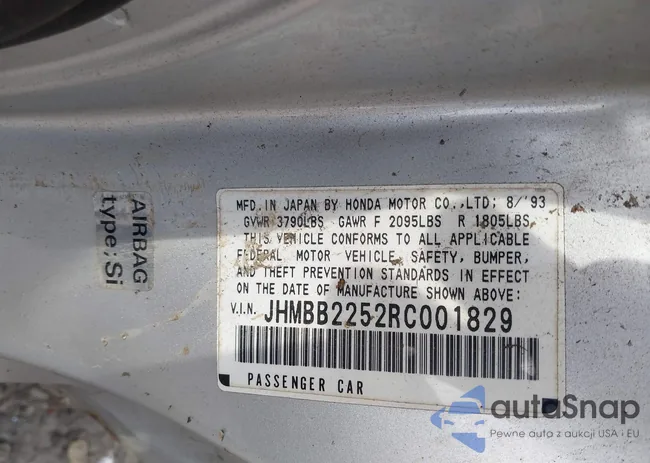 AIRBAG
type; Si
MFD. IN JAPAN BY HONDA MOTOR CO.,LTD; 8/'93
GVWR 3790LBS GAWR F 2095LBS R 1805LBS
THIS VEHICLE CONFORMS TO ALL APPLICABLE
FEDERAL MOTOR VEHICLE, SAFETY, BUMPER,
AND THEFT PREVENTION STANDARDS IN EFFECT
ON THE DATE OF MANUFACTURE SHOWN ABOVE:
V.I.N. JHMBB2252RC001829
PASSENGER CAR
autoSnap
Pewne auta z aukcji USA i EU